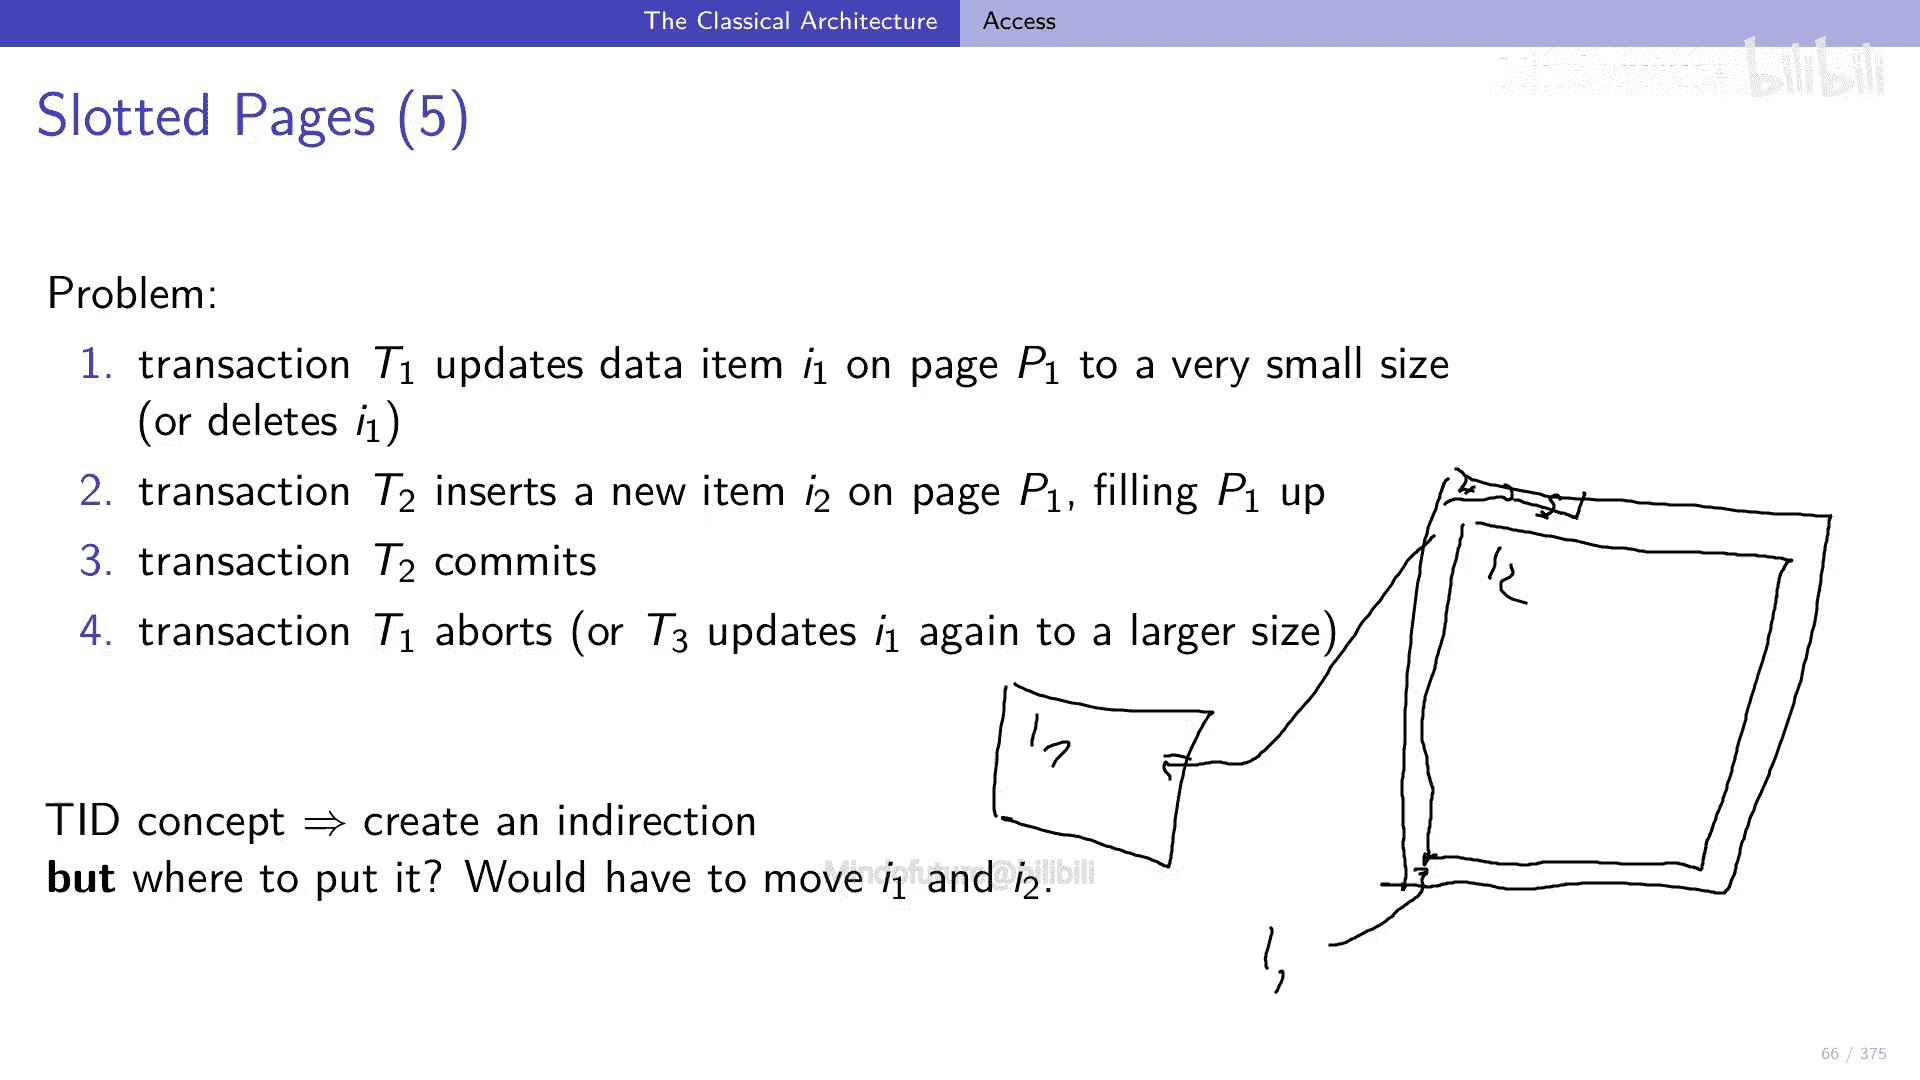 The Classical Architecture Access
bilibili
Slotted Pages (5)
Problem:
1. transaction T₁ updates data item i₁ on page P₁ to a very small size
(or deletes i₁)
2. transaction T₂ inserts a new item i₂ on page P₁, filling P₁ up
3. transaction T₂ commits
4. transaction T₁ aborts (or T₃ updates i₁ again to a larger size)
TID concept ⇒ create an indirection
but where to put it? Would have to move i₁ and i₂.
Mindofuture@bilibili
66 / 375